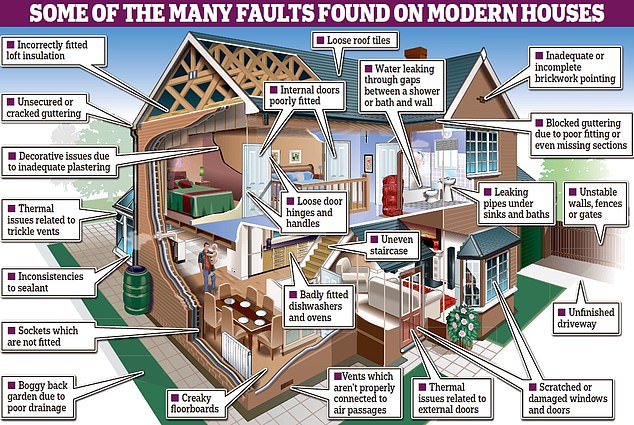 SOME OF THE MANY FAULTS FOUND ON MODERN HOUSES
Incorrectly fitted
loft insulation
Loose roof tiles
Water leaking
through gaps
between a shower
or bath and wall
Inadequate or
incomplete
brickwork pointing
Internal doors
poorly fitted
Unsecured or
cracked guttering
Blocked guttering
due to poor fitting or
even missing sections
Decorative issues due
to inadequate plastering
Loose door
hinges and
handles
Leaking
pipes under
sinks and baths
Unstable
walls, fences
or gates
Thermal
issues related to
trickle vents
Uneven
staircase
Inconsistencies
to sealant
Badly fitted
dishwashers
and ovens
Unfinished
driveway
Sockets which
are not fitted
Boggy back
garden due to
poor drainage
Creaky
floorboards
Vents which
aren't properly
connected to
air passages
Thermal
issues related to
external doors
Scratched or
damaged windows
and doors